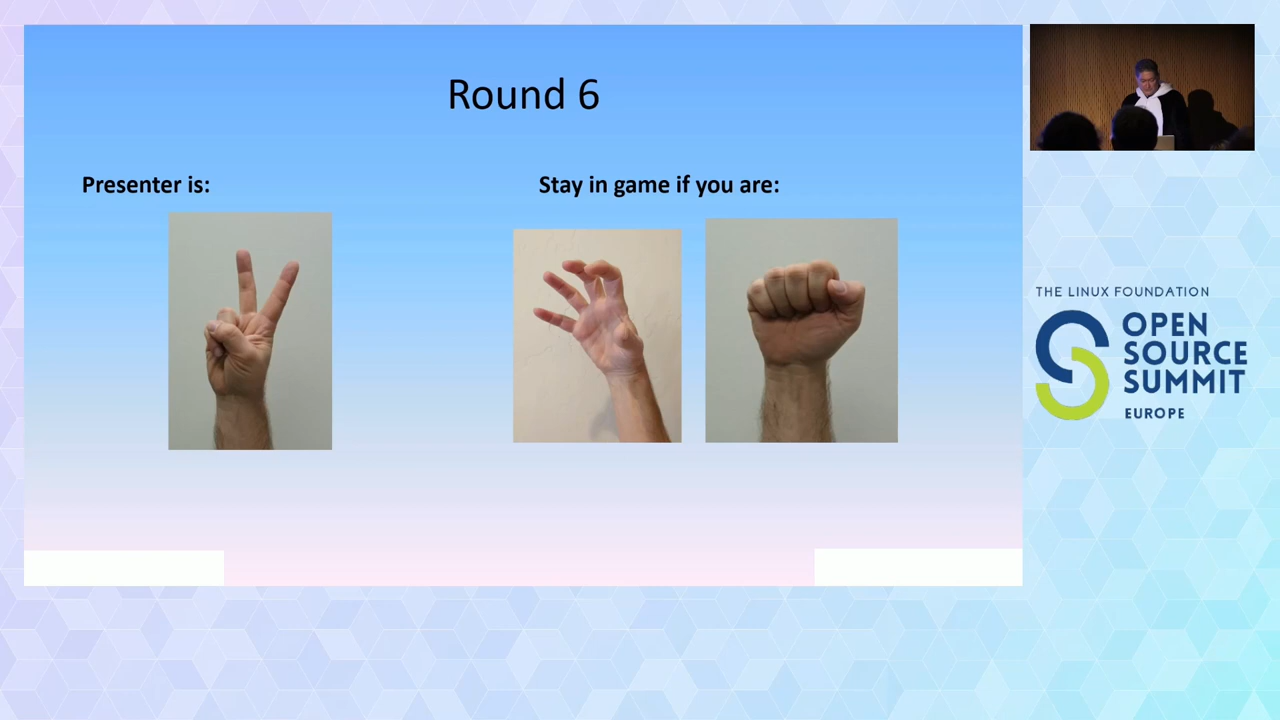 Round 6
Presenter is:
Stay in game if you are:
THE LINUX FOUNDATION
OPEN
SOURCE
SUMMIT
EUROPE